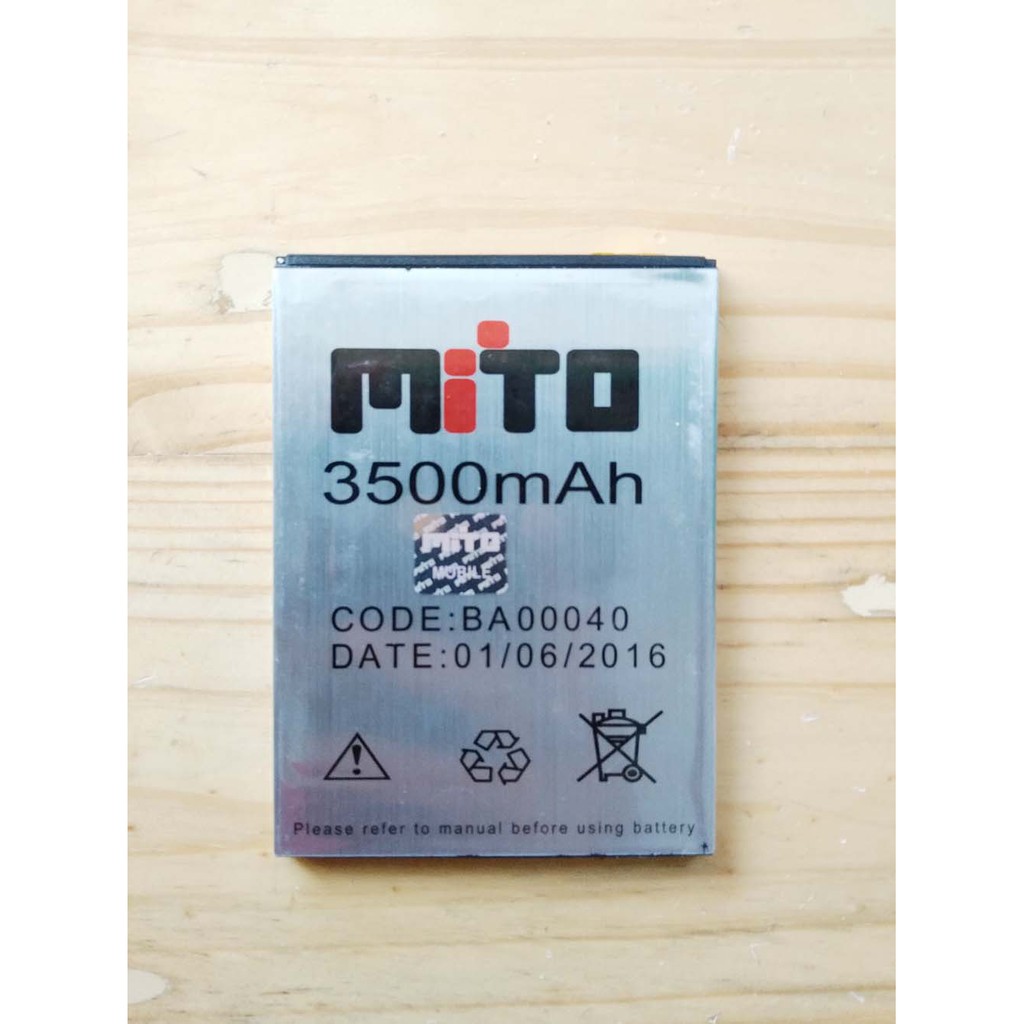 MiTO
3500mAh
MiTO
MOBILE
CODE:BA00040
DATE:01/06/2016
Please refer to manual before using battery